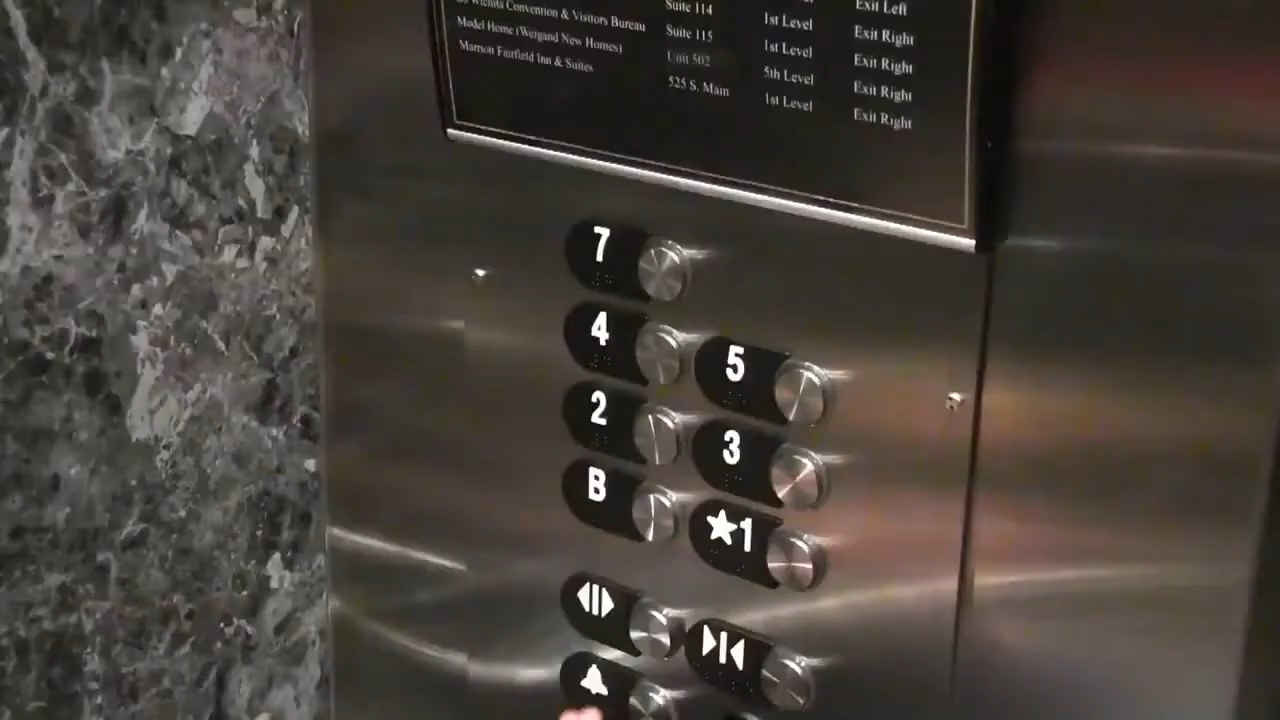 Suite 114 Exit Left
Wichita Convention & Visitors Bureau Suite 115 1st Level Exit Right
Model Home (Weigand New Homes) Unit 502 1st Level Exit Right
Marriott Fairfield Inn & Suites 525 S. Main 5th Level Exit Right
1st Level Exit Right
7
4 5
2 3
B ★1